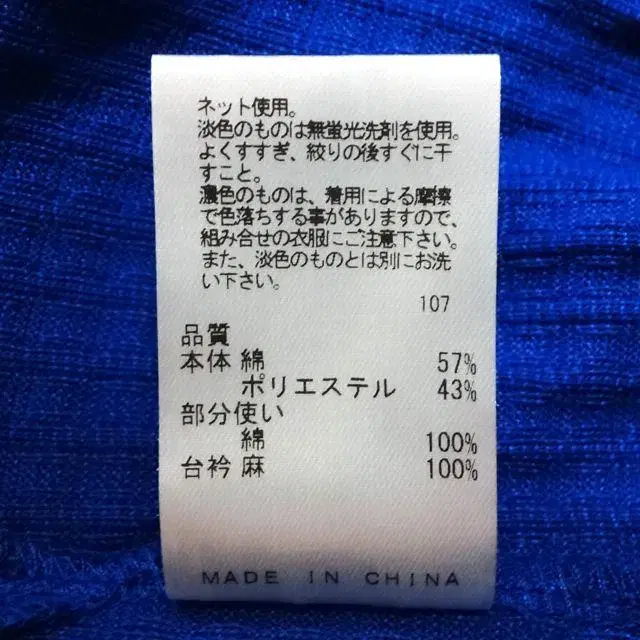 ネット使用。
淡色のものは無蛍光洗剤を使用。
よくすすぎ、絞りの後すぐに干
すこと。
濃色のものは、着用による摩擦
で色落ちする事がありますので、
組み合せの衣服にご注意下さい。
また、淡色のものとは別にお洗
い下さい。
107
品質
本体 綿 57%
ポリエステル 43%
部分使い
綿 100%
台衿 麻 100%
MADE IN CHINA